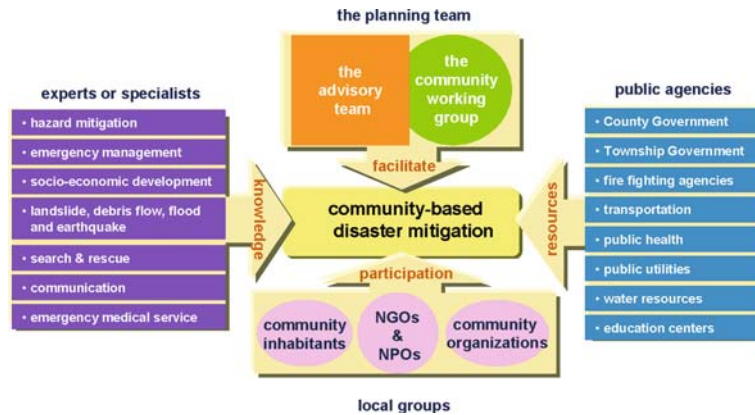 the planning team
the
advisory
team
the
community
working
group
facilitate
experts or specialists
• hazard mitigation
• emergency management
• socio-economic development
• landslide, debris flow, flood
and earthquake
• search & rescue
• communication
• emergency medical service
knowledge
community-based
disaster mitigation
public agencies
• County Government
• Township Government
• fire fighting agencies
• transportation
• public health
• public utilities
• water resources
• education centers
resources
participation
community
inhabitants
NGOs
&
NPOs
community
organizations
local groups